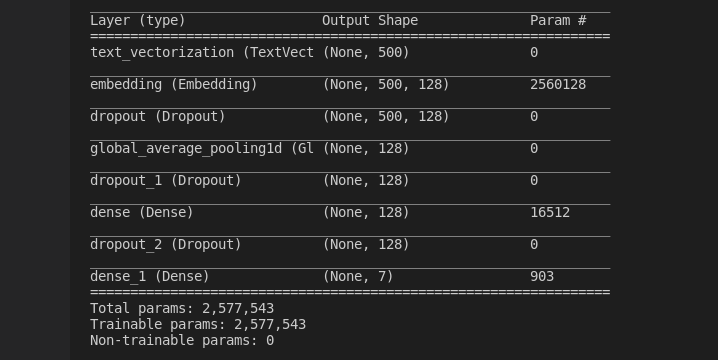 Layer (type) Output Shape Param #
=================================================================
text_vectorization (TextVect (None, 500) 0
embedding (Embedding) (None, 500, 128) 2560128
dropout (Dropout) (None, 500, 128) 0
global_average_pooling1d (Gl (None, 128) 0
dropout_1 (Dropout) (None, 128) 0
dense (Dense) (None, 128) 16512
dropout_2 (Dropout) (None, 128) 0
dense_1 (Dense) (None, 7) 903
=================================================================
Total params: 2,577,543
Trainable params: 2,577,543
Non-trainable params: 0